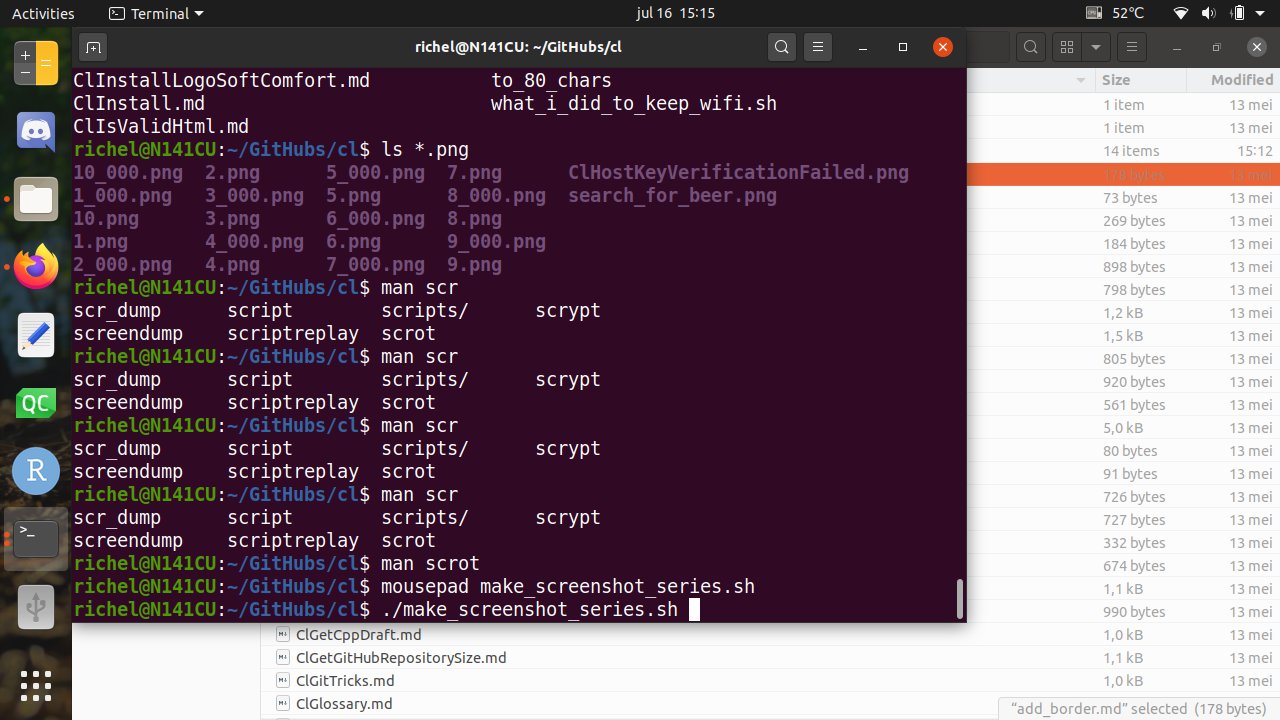 Activities Terminal jul 16 15:15 52℃
richel@N141CU: ~/GitHubs/cl
ClInstallLogoSoftComfort.md to_80_chars
ClInstall.md what_i_did_to_keep_wifi.sh
ClIsValidHtml.md
richel@N141CU:~/GitHubs/cl$ ls *.png
10_000.png 2.png 5_000.png 7.png ClHostKeyVerificationFailed.png
1_000.png 3_000.png 5.png 8_000.png search_for_beer.png
10.png 3.png 6_000.png 8.png
1.png 4_000.png 6.png 9_000.png
2_000.png 4.png 7_000.png 9.png
richel@N141CU:~/GitHubs/cl$ man scr
scr_dump script scripts/ scrypt
screendump scriptreplay scrot
richel@N141CU:~/GitHubs/cl$ man scr
scr_dump script scripts/ scrypt
screendump scriptreplay scrot
richel@N141CU:~/GitHubs/cl$ man scr
scr_dump script scripts/ scrypt
screendump scriptreplay scrot
richel@N141CU:~/GitHubs/cl$ man scr
scr_dump script scripts/ scrypt
screendump scriptreplay scrot
richel@N141CU:~/GitHubs/cl$ man scrot
richel@N141CU:~/GitHubs/cl$ mousepad make_screenshot_series.sh
richel@N141CU:~/GitHubs/cl$ ./make_screenshot_series.sh
Size Modified
1 item 13 mei
1 item 13 mei
14 items 15:12
178 bytes 13 mei
73 bytes 13 mei
269 bytes 13 mei
184 bytes 13 mei
898 bytes 13 mei
798 bytes 13 mei
1,2 kB 13 mei
1,5 kB 13 mei
805 bytes 13 mei
920 bytes 13 mei
561 bytes 13 mei
5,0 kB 13 mei
80 bytes 13 mei
91 bytes 13 mei
726 bytes 13 mei
727 bytes 13 mei
332 bytes 13 mei
674 bytes 13 mei
1,1 kB 13 mei
990 bytes 13 mei
ClGetCppDraft.md 1,0 kB 13 mei
ClGetGitHubRepositorySize.md 1,1 kB 13 mei
ClGitTricks.md 1,0 kB 13 mei
ClGlossary.md
“add_border.md” selected (178 bytes)
QC
R
>_